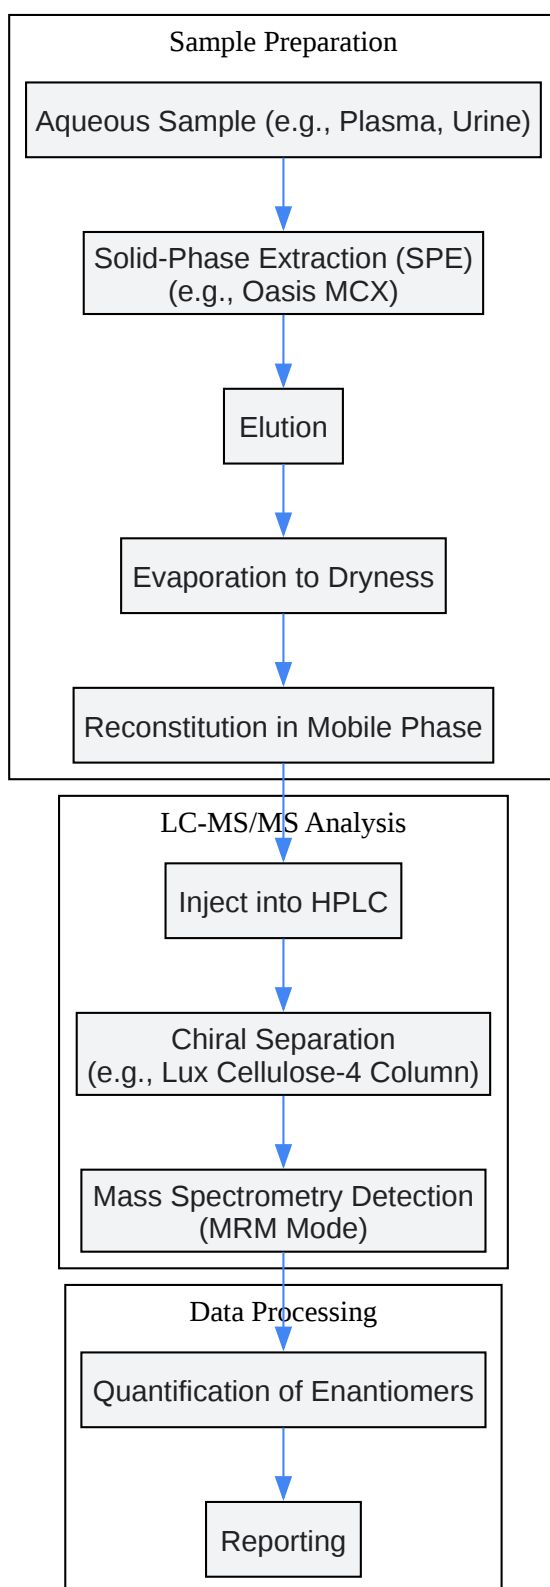 Sample Preparation
Aqueous Sample (e.g., Plasma, Urine)
Solid-Phase Extraction (SPE)
(e.g., Oasis MCX)
Elution
Evaporation to Dryness
Reconstitution in Mobile Phase
LC-MS/MS Analysis
Inject into HPLC
Chiral Separation
(e.g., Lux Cellulose-4 Column)
Mass Spectrometry Detection
(MRM Mode)
Data Processing
Quantification of Enantiomers
Reporting